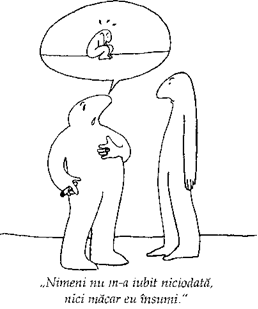 „Nimeni nu m-a iubit niciodată,
nici măcar eu însumi.“